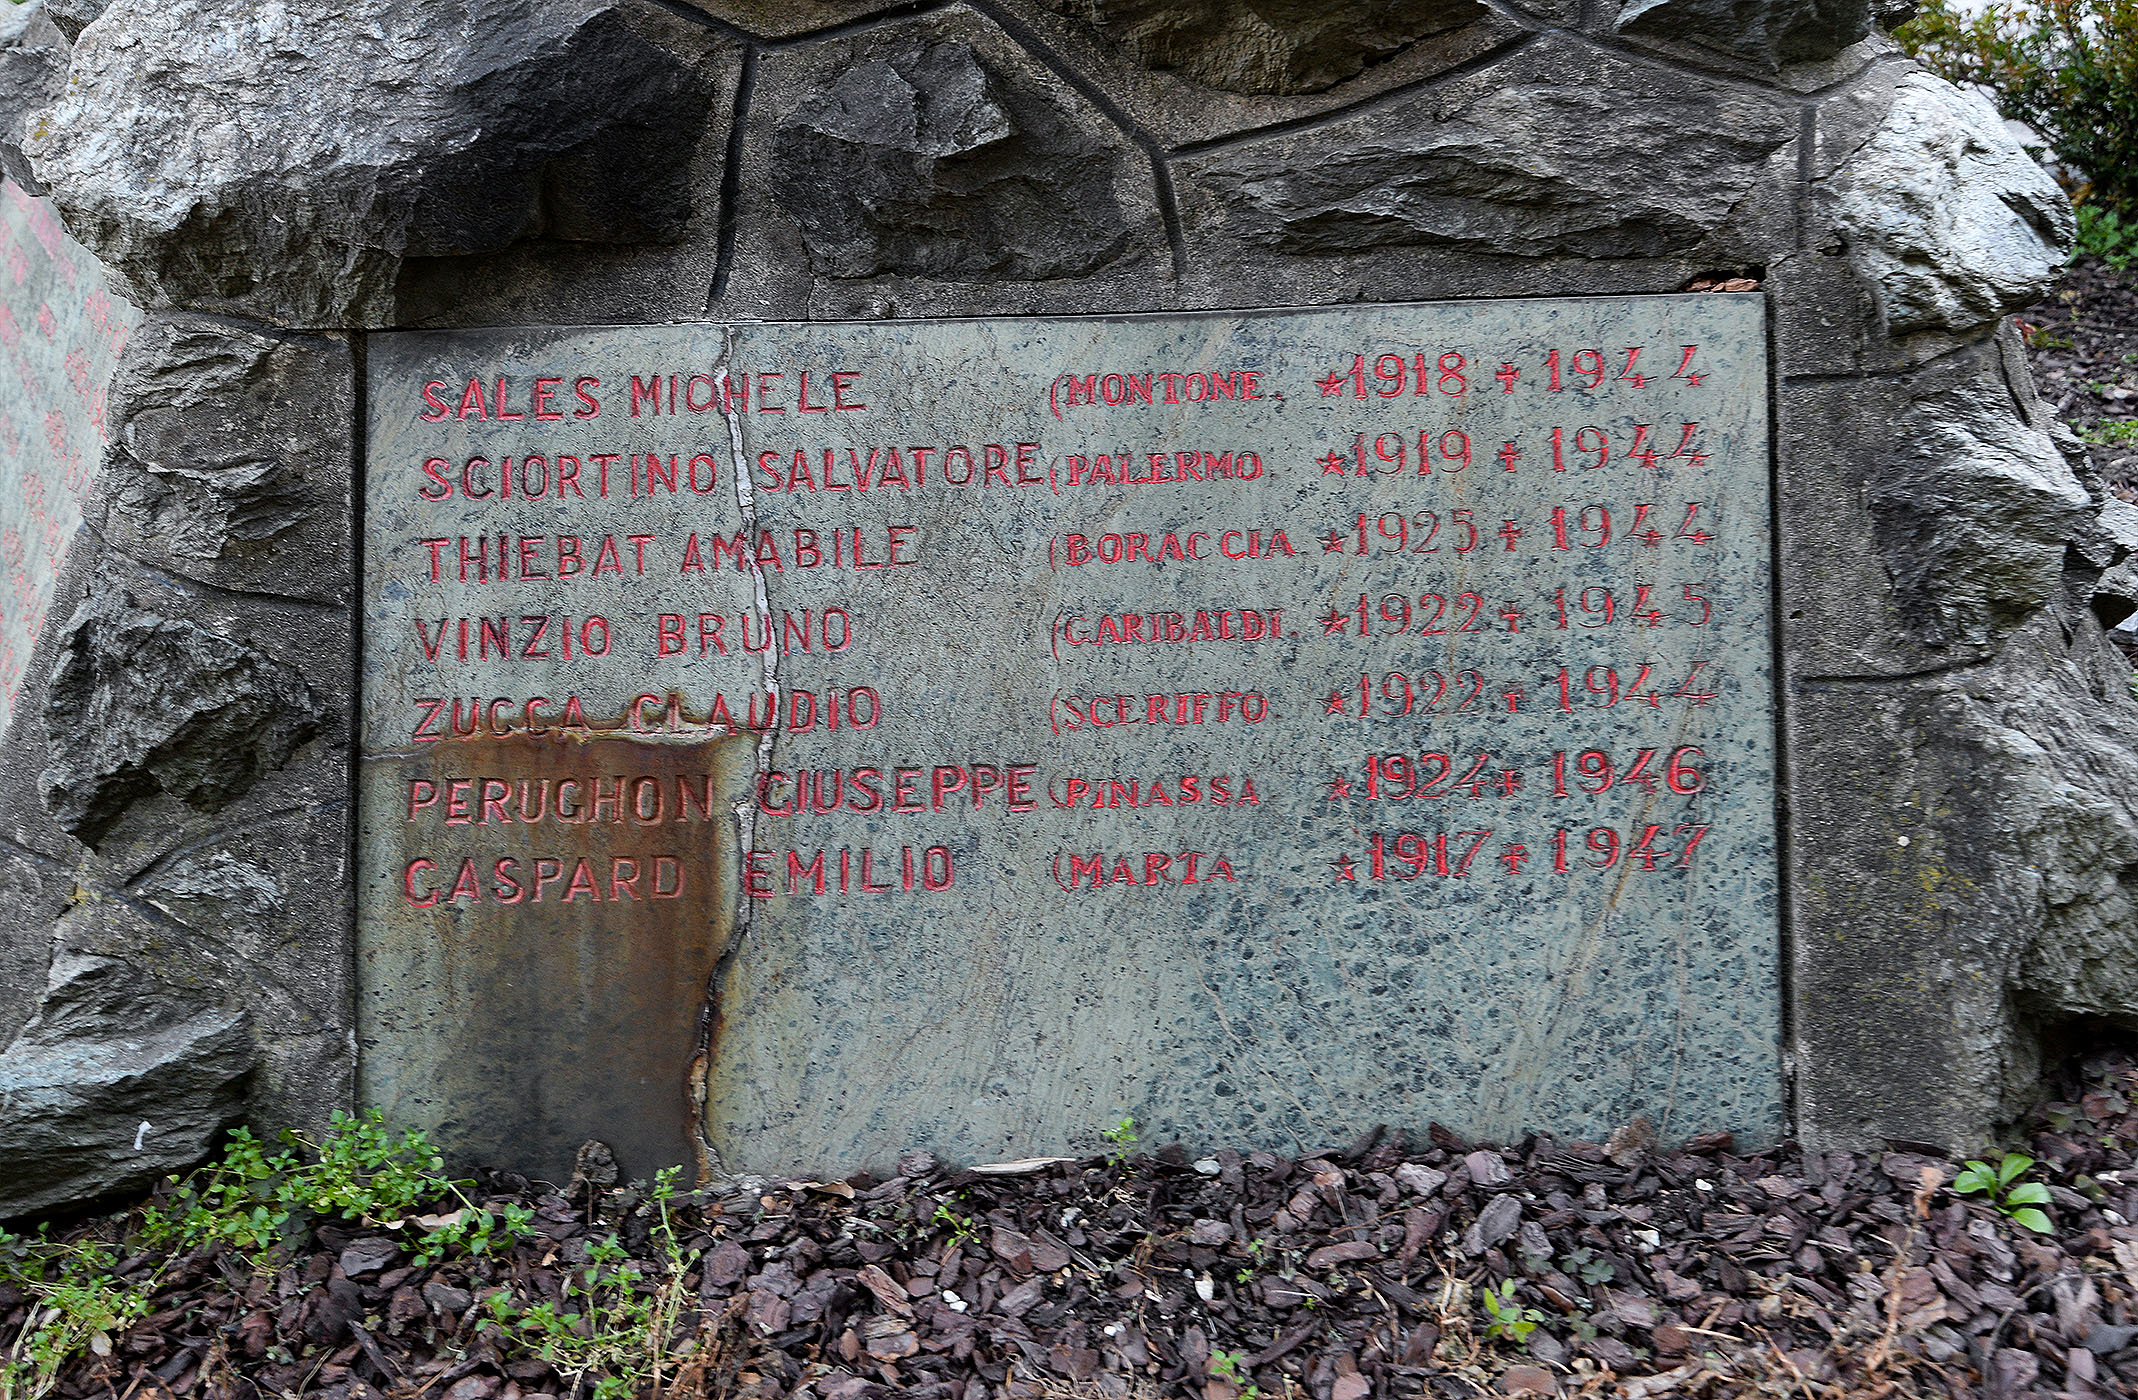 SALES MICHELE (MONTONE. ★1918 ✝ 1944
SCIORTINO SALVATORE (PALERMO ★1919 ✝ 1944
THIEBAT AMABILE (BORACCIA. ★1925 ✝ 1944
VINZIO BRUNO (GARIBALDI. ★1922 ✝ 1945
ZUCCA CLAUDIO (SCERIFFO. ★1922 ✝ 1944
PERUGHON GIUSEPPE (PINASSA ★1924 ✝ 1946
GASPARD EMILIO (MARTA ★1917 ✝ 1947